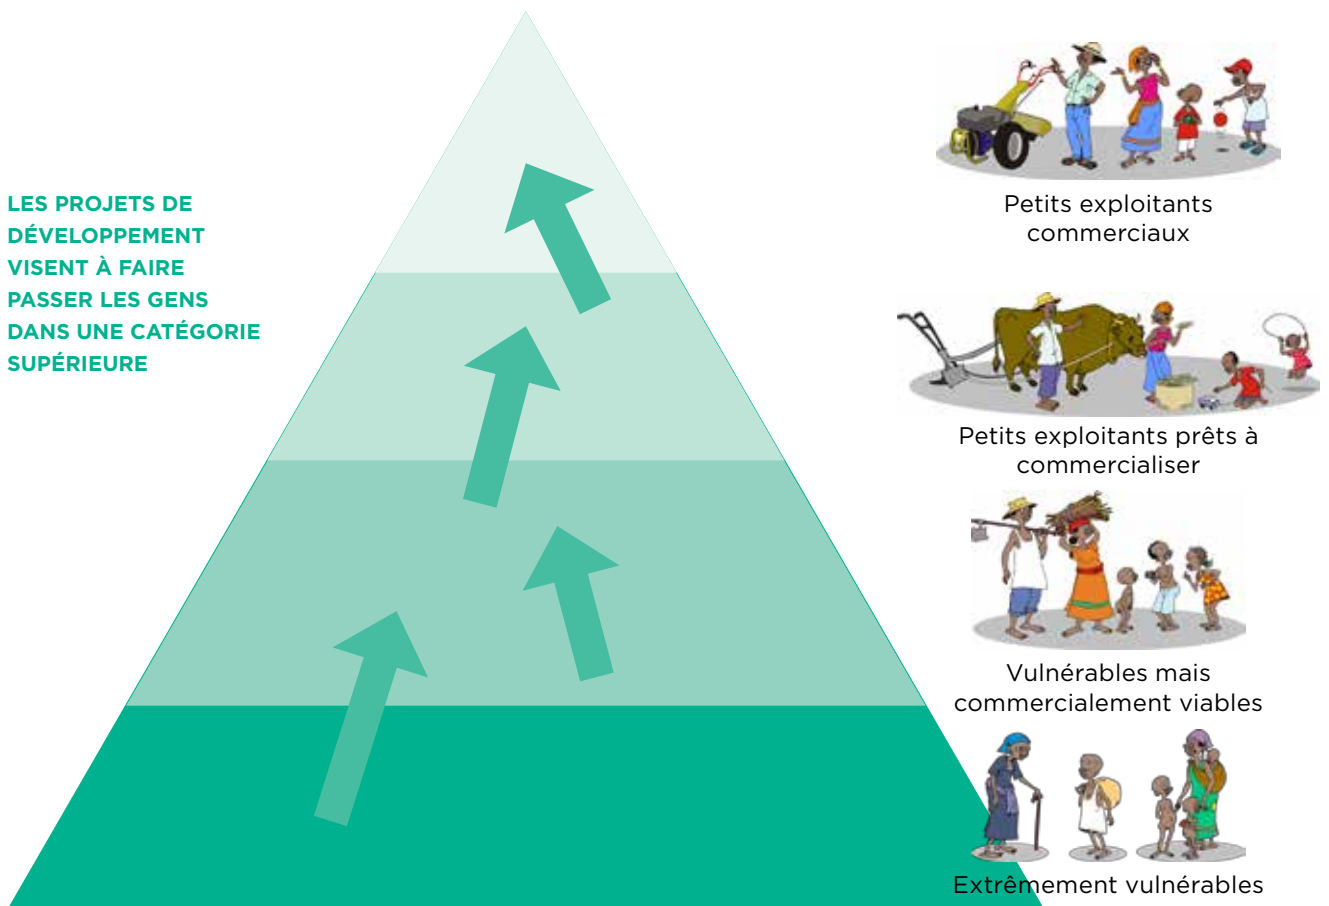 LES PROJETS DE
DÉVELOPPEMENT
VISENT À FAIRE
PASSER LES GENS
DANS UNE CATÉGORIE
SUPÉRIEURE
Petits exploitants
commerciaux
Petits exploitants prêts à
commercialiser
Vulnérables mais
commercialement viables
Extrêmement vulnérables